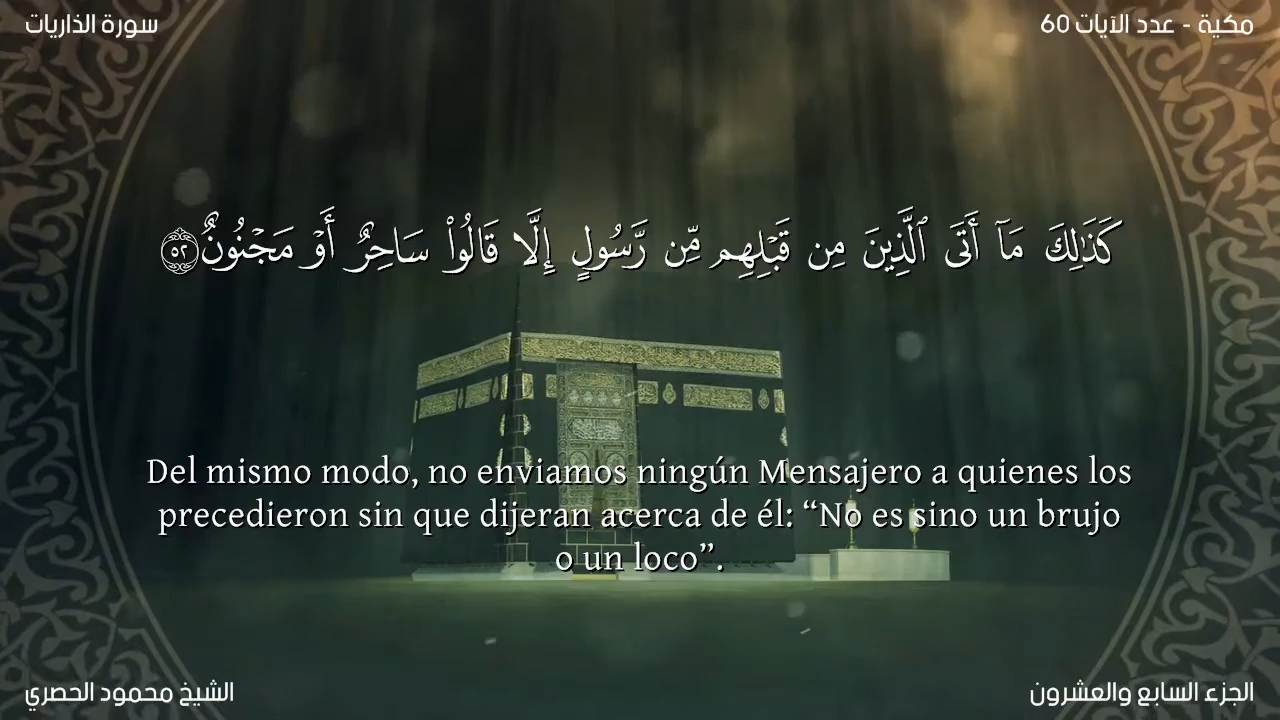 سورة الذاريات
مكية - عدد الآيات 60
كَذَٰلِكَ مَآ أَتَى ٱلَّذِينَ مِن قَبْلِهِم مِّن رَّسُولٍ إِلَّا قَالُوا۟ سَاحِرٌ أَوْ مَجْنُونٌ ٥٢
Del mismo modo, no enviamos ningún Mensajero a quienes los
precedieron sin que dijeran acerca de él: “No es sino un brujo
o un loco”.
الشيخ محمود الحصري
الجزء السابع والعشرون